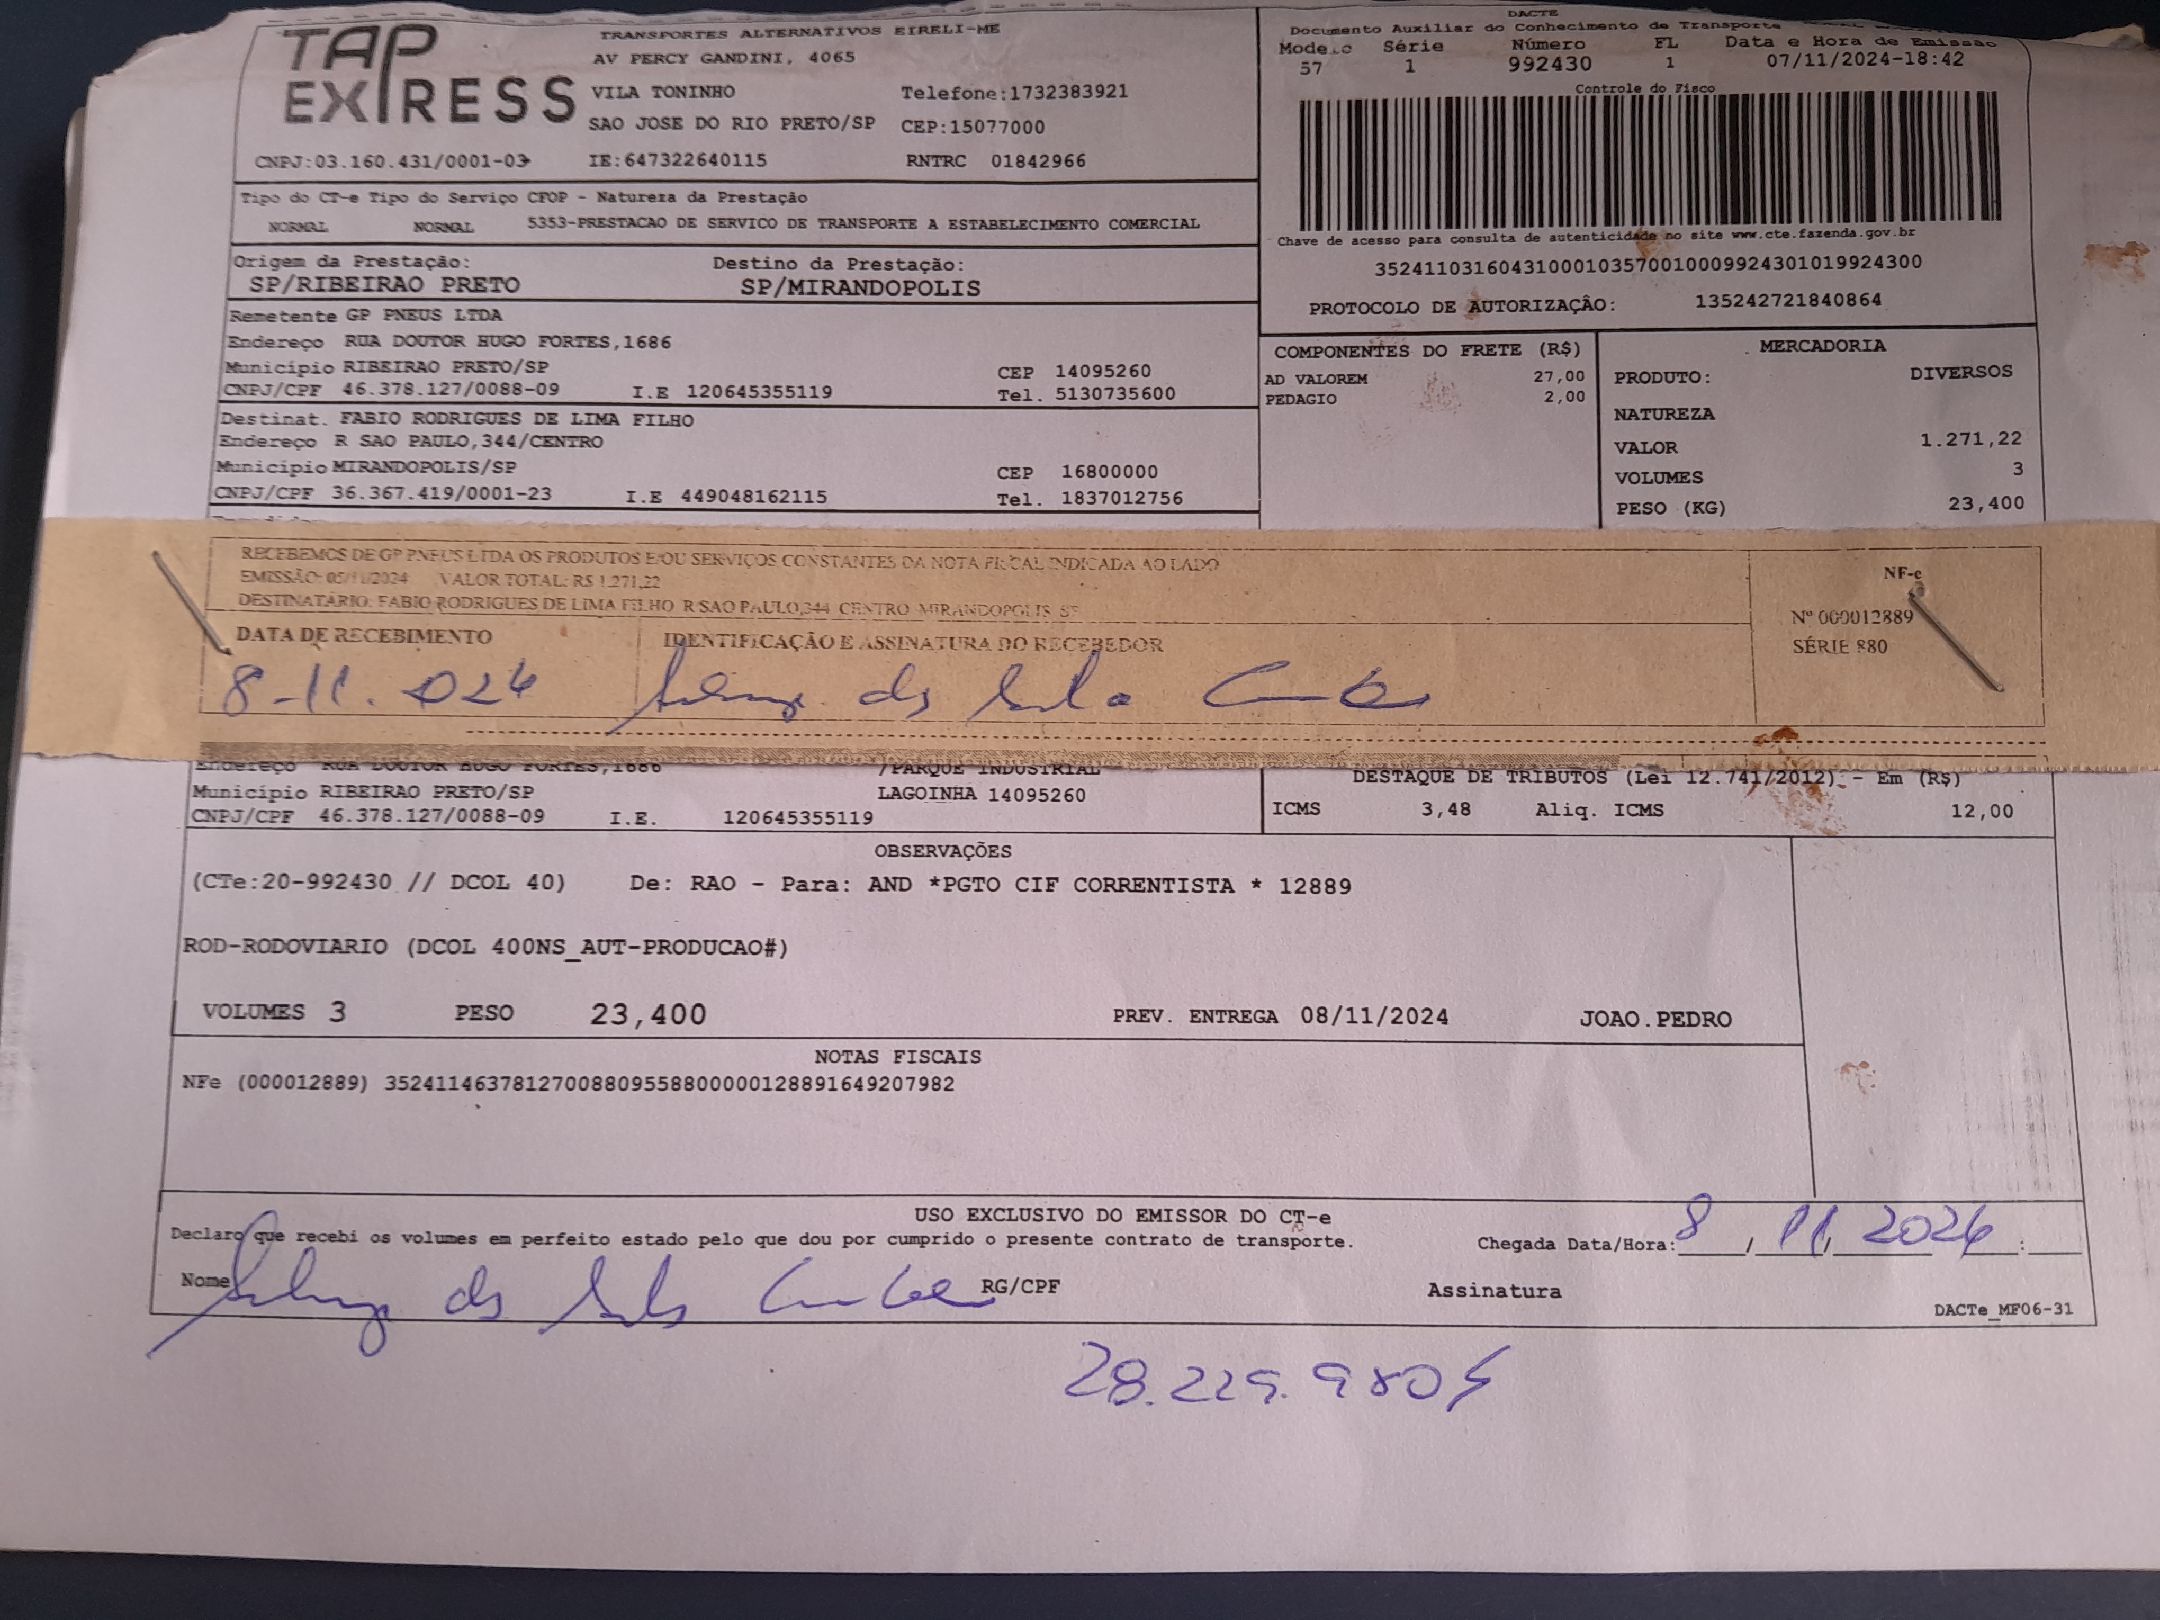 TAP EXPRESS
TRANSPORTES ALTERNATIVOS EIRELI-ME
AV PERCY GANDINI, 4065
VILA TONINHO Telefone:1732383921
SAO JOSE DO RIO PRETO/SP CEP:15077000
CNPJ:03.160.431/0001-03 IE:647322640115 RNTRC 01842966
DACTE
Documento Auxiliar do Conhecimento de Transporte
Modelo Série Número FL Data e Hora de Emissão
57 1 992430 1 07/11/2024-18:42
Controle do Fisco
Chave de acesso para consulta de autenticidade no site www.cte.fazenda.gov.br
35241103160431000103570010009924301019924300
PROTOCOLO DE AUTORIZAÇÃO: 135242721840864
Tipo do CT-e Tipo do Serviço CFOP - Natureza da Prestação
NORMAL NORMAL 5353-PRESTACAO DE SERVICO DE TRANSPORTE A ESTABELECIMENTO COMERCIAL
Origem da Prestação: Destino da Prestação:
SP/RIBEIRAO PRETO SP/MIRANDOPOLIS
Remetente GP PNEUS LTDA
Endereço RUA DOUTOR HUGO FORTES,1686
Município RIBEIRAO PRETO/SP CEP 14095260
CNPJ/CPF 46.378.127/0088-09 I.E 120645355119 Tel. 5130735600
Destinat. FABIO RODRIGUES DE LIMA FILHO
Endereço R SAO PAULO,344/CENTRO
Município MIRANDOPOLIS/SP CEP 16800000
CNPJ/CPF 36.367.419/0001-23 I.E 449048162115 Tel. 1837012756
COMPONENTES DO FRETE (R$)
AD VALOREM 27,00
PEDAGIO 2,00
MERCADORIA
PRODUTO: DIVERSOS
NATUREZA
VALOR 1.271,22
VOLUMES 3
PESO (KG) 23,400
RECEBEMOS DE GP PNEUS LTDA OS PRODUTOS E/OU SERVIÇOS CONSTANTES DA NOTA FISCAL INDICADA AO LADO
EMISSÃO: 05/11/2024 VALOR TOTAL: R$ 1.271,22
DESTINATÁRIO: FABIO RODRIGUES DE LIMA FILHO R SAO PAULO,344 CENTRO MIRANDOPOLIS SP
DATA DE RECEBIMENTO IDENTIFICAÇÃO E ASSINATURA DO RECEBEDOR
NF-e
Nº 000012889
SÉRIE 880
8-11.2024
Endereço RUA DOUTOR HUGO FORTES,1686 /PARQUE INDUSTRIAL
Município RIBEIRAO PRETO/SP LAGOINHA 14095260
CNPJ/CPF 46.378.127/0088-09 I.E. 120645355119
DESTAQUE DE TRIBUTOS (Lei 12.741/2012) - Em (R$)
ICMS 3,48 Aliq. ICMS 12,00
OBSERVAÇÕES
(CTe:20-992430 // DCOL 40) De: RAO - Para: AND *PGTO CIF CORRENTISTA * 12889
ROD-RODOVIARIO (DCOL 400NS_AUT-PRODUCAO#)
VOLUMES 3 PESO 23,400 PREV. ENTREGA 08/11/2024 JOAO.PEDRO
NOTAS FISCAIS
NFe (000012889) 35241146378127008809558800000128891649207982
USO EXCLUSIVO DO EMISSOR DO CT-e
Declaro que recebi os volumes em perfeito estado pelo que dou por cumprido o presente contrato de transporte. Chegada Data/Hora: 8 / 11 / 2024 :
Nome RG/CPF Assinatura
DACTe_MF06-31